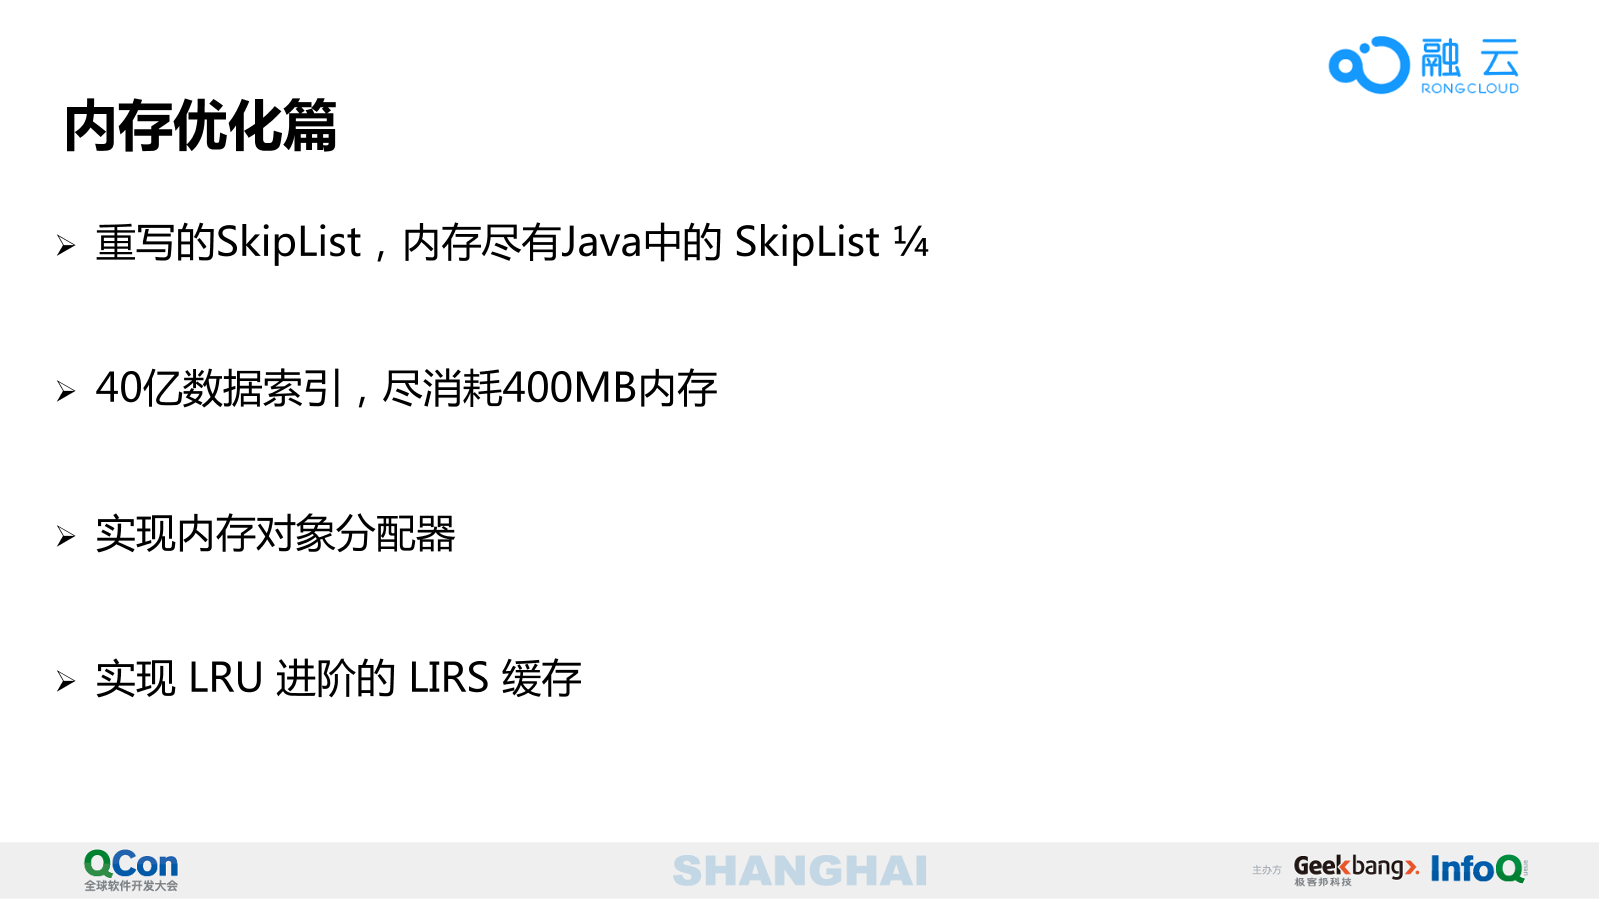 融云
RONGCLOUD
内存优化篇
重写的SkipList，内存尽有Java中的 SkipList ¼
40亿数据索引，尽消耗400MB内存
实现内存对象分配器
实现 LRU 进阶的 LIRS 缓存
QCon
全球软件开发大会
SHANGHAI
主办方
Geekbang>.
极客邦科技
InfoQ